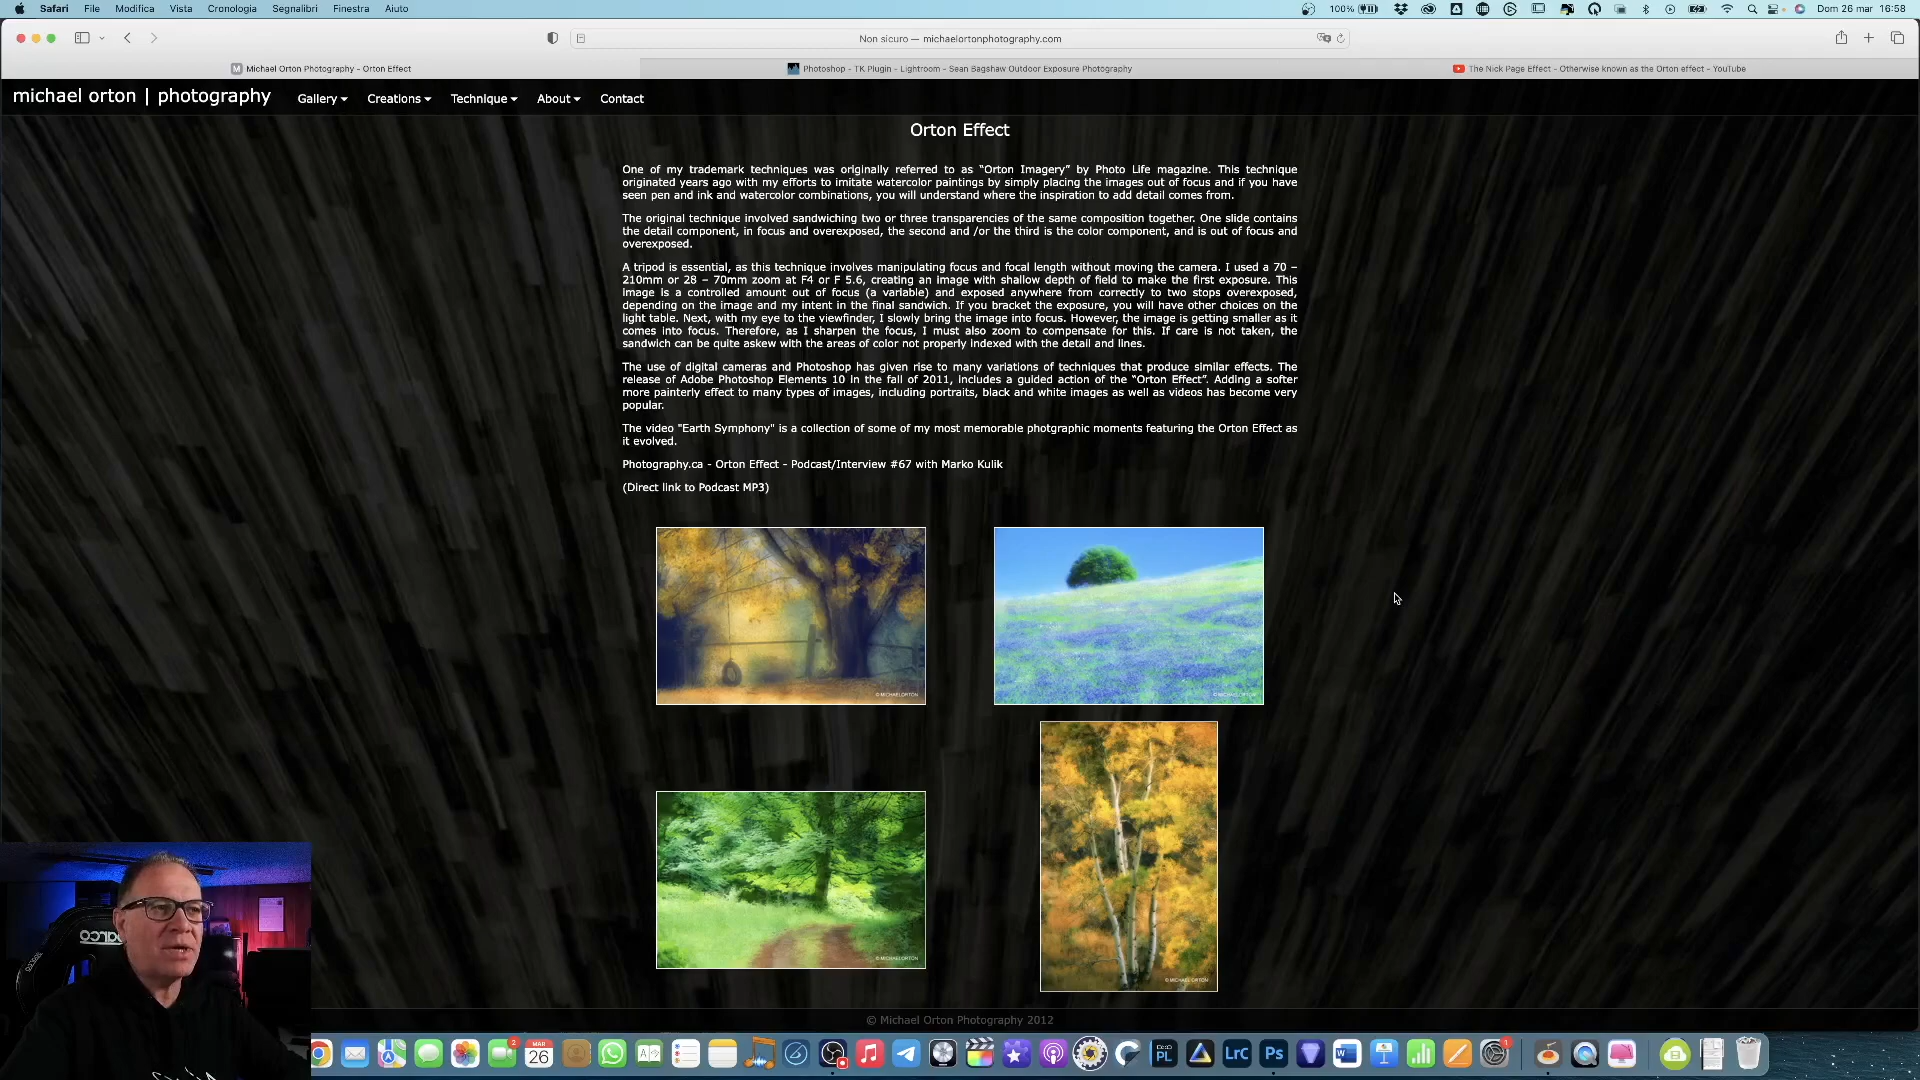 Safari File Modifica Vista Cronologia Segnalibri Finestra Aiuto 100% Dom 26 mar 16:58
Non sicuro — michaelortonphotography.com
Michael Orton Photography - Orton Effect
Photoshop - TK Plugin - Lightroom - Sean Bagshaw Outdoor Exposure Photography
The Nick Page Effect - Otherwise known as the Orton effect - YouTube
michael orton | photography Gallery Creations Technique About Contact
Orton Effect
One of my trademark techniques was originally referred to as “Orton Imagery” by Photo Life magazine. This technique
originated years ago with my efforts to imitate watercolor paintings by simply placing the images out of focus and if you have
seen pen and ink and watercolor combinations, you will understand where the inspiration to add detail comes from.
The original technique involved sandwiching two or three transparencies of the same composition together. One slide contains
the detail component, in focus and overexposed, the second and /or the third is the color component, and is out of focus and
overexposed.
A tripod is essential, as this technique involves manipulating focus and focal length without moving the camera. I used a 70 –
210mm or 28 – 70mm zoom at F4 or F 5.6, creating an image with shallow depth of field to make the first exposure. This
image is a controlled amount out of focus (a variable) and exposed anywhere from correctly to two stops overexposed,
depending on the image and my intent in the final sandwich. If you bracket the exposure, you will have other choices on the
light table. Next, with my eye to the viewfinder, I slowly bring the image into focus. However, the image is getting smaller as it
comes into focus. Therefore, as I sharpen the focus, I must also zoom to compensate for this. If care is not taken, the
sandwich can be quite askew with the areas of color not properly indexed with the detail and lines.
The use of digital cameras and Photoshop has given rise to many variations of techniques that produce similar effects. The
release of Adobe Photoshop Elements 10 in the fall of 2011, includes a guided action of the “Orton Effect”. Adding a softer
more painterly effect to many types of images, including portraits, black and white images as well as videos has become very
popular.
The video "Earth Symphony" is a collection of some of my most memorable photgraphic moments featuring the Orton Effect as
it evolved.
Photography.ca - Orton Effect - Podcast/Interview #67 with Marko Kulik
(Direct link to Podcast MP3)
© MICHAELORTON
© MICHAELORTON
© MICHAELORTON
© MICHAELORTON
sparco
© Michael Orton Photography 2012
2
MAR
26
PL
LrC
Ps
W
1